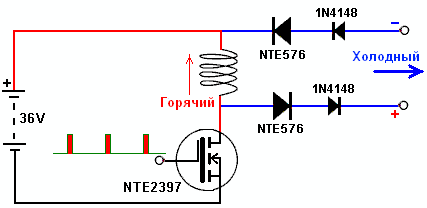 1N4148
−
NTE576
Холодный
+
Горячий
1N4148
36V
+
NTE576
NTE2397